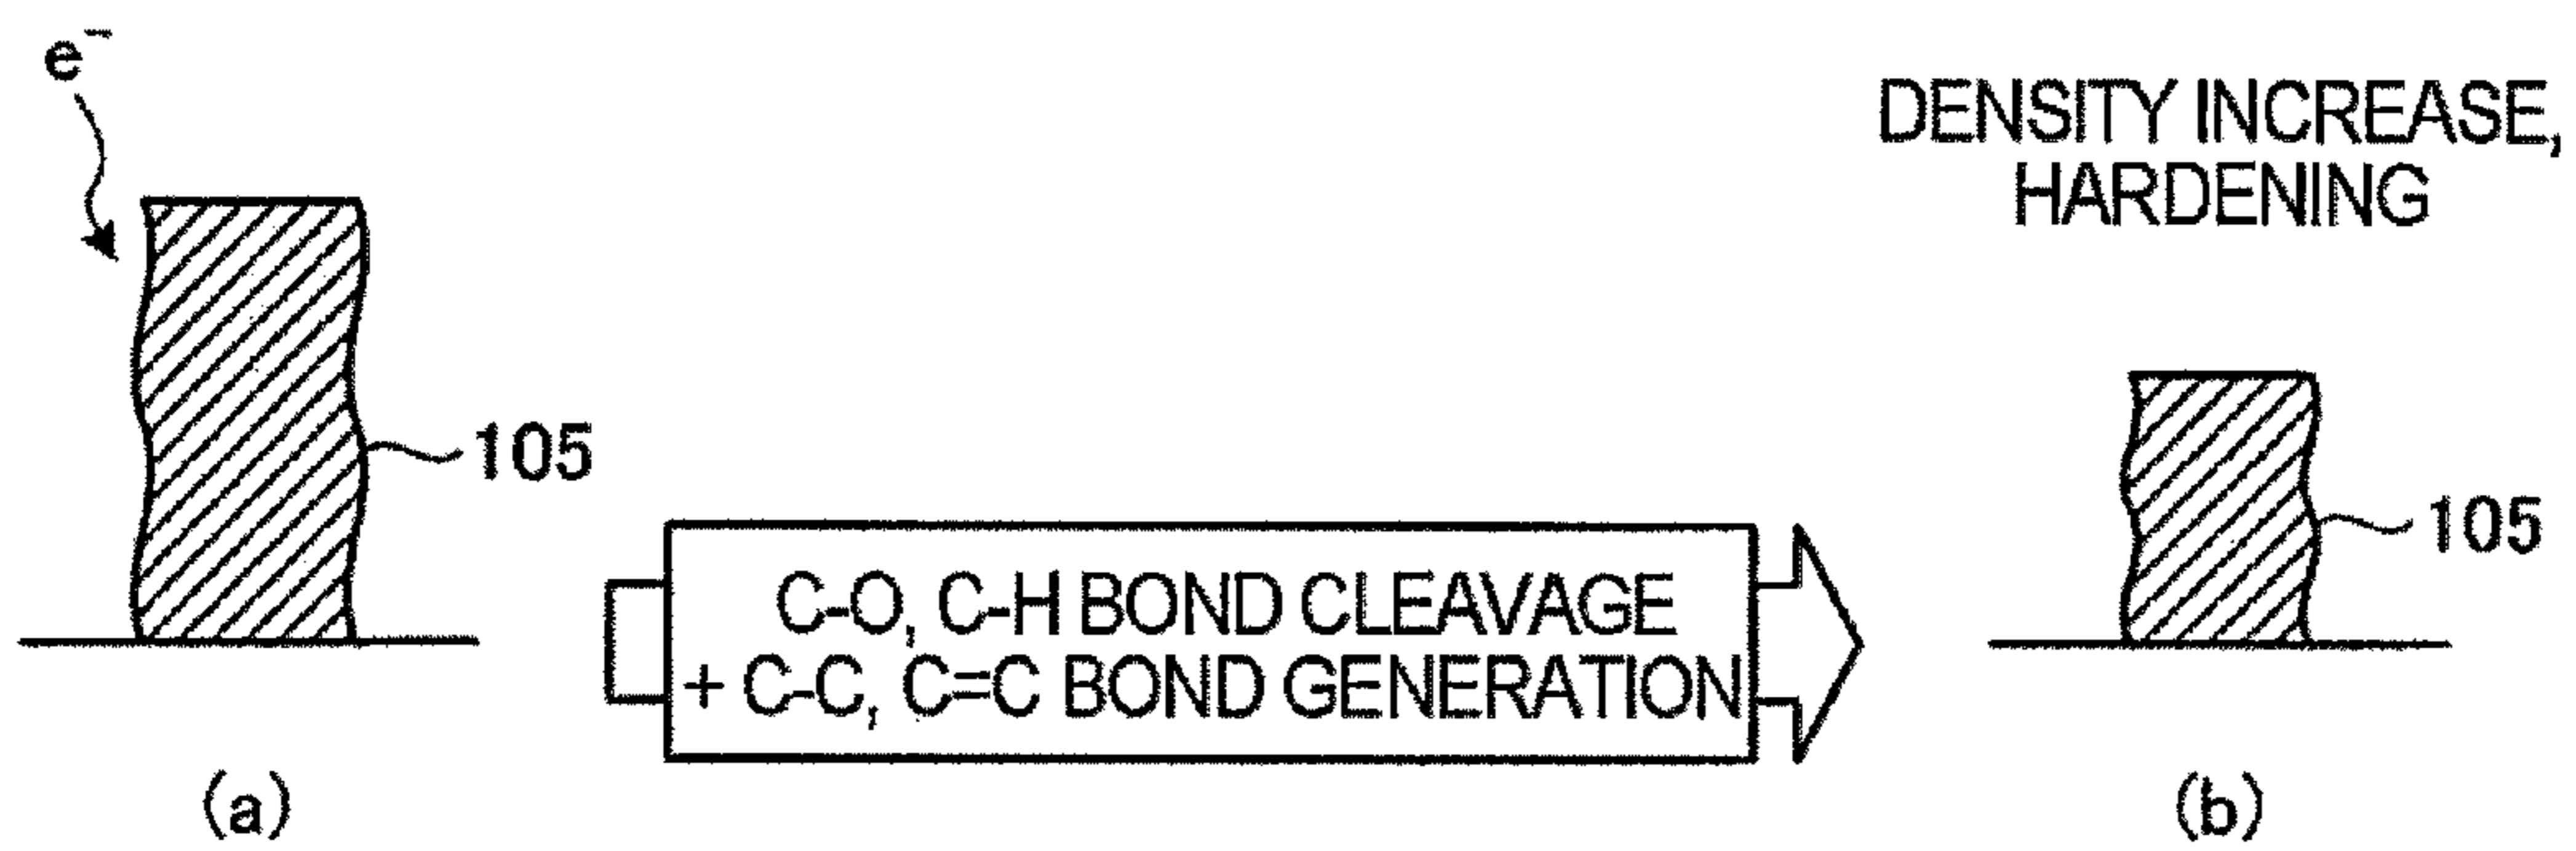 e⁻
DENSITY INCREASE,
HARDENING
105
105
C-O, C-H BOND CLEAVAGE
+ C-C, C=C BOND GENERATION
(a)
(b)